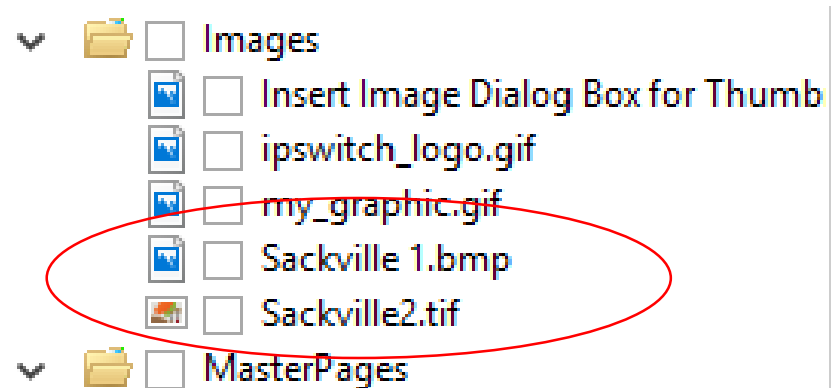 Images
Insert Image Dialog Box for Thumb
ipswitch_logo.gif
my_graphic.gif
Sackville 1.bmp
Sackville2.tif
MasterPages